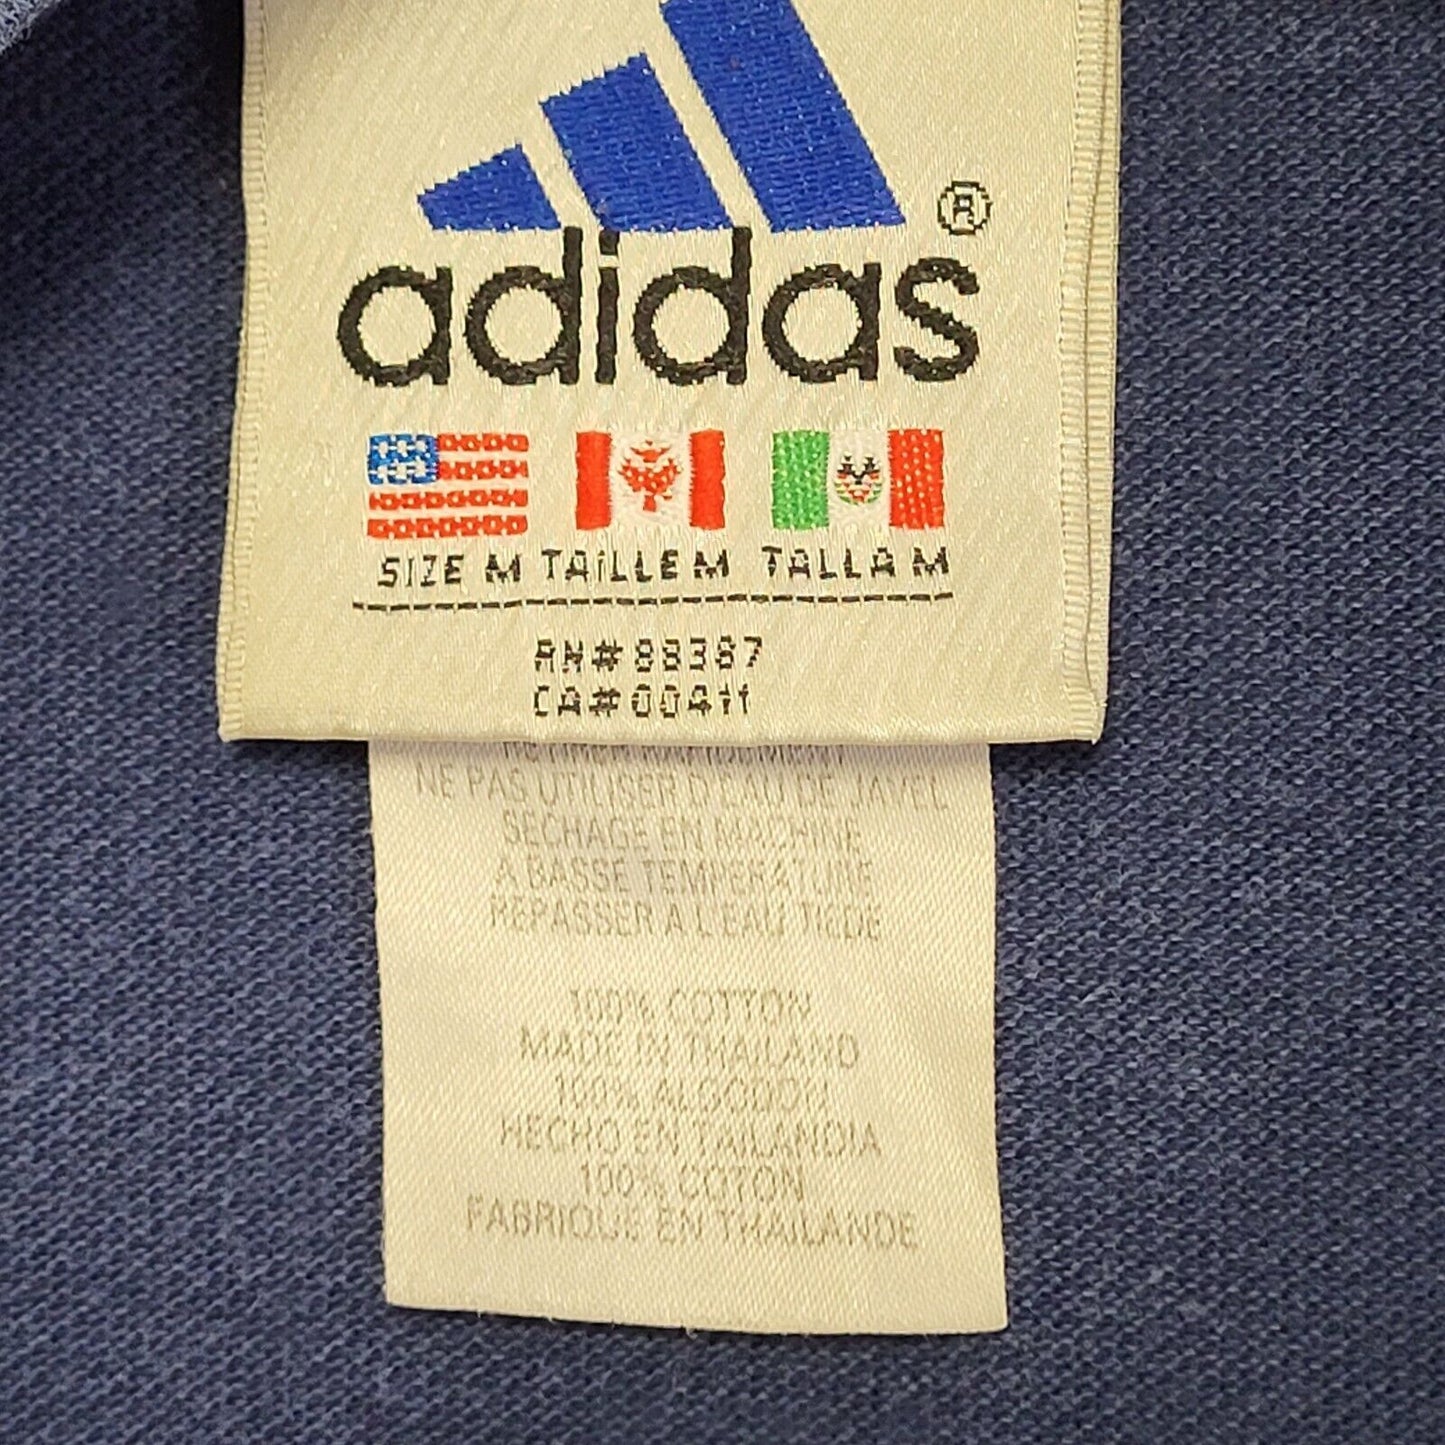 adidas ®
SIZE M TAILLE M TALLA M
RN# 88387
CA# 00411
NE PAS UTILISER D'EAU DE JAVEL
SECHAGE EN MACHINE
A BASSE TEMPERATURE
REPASSER A L'EAU TIEDE
100% COTTON
MADE IN THAILAND
100% ALGODON
HECHO EN TAILANDIA
100% COTON
FABRIQUE EN THAILANDE